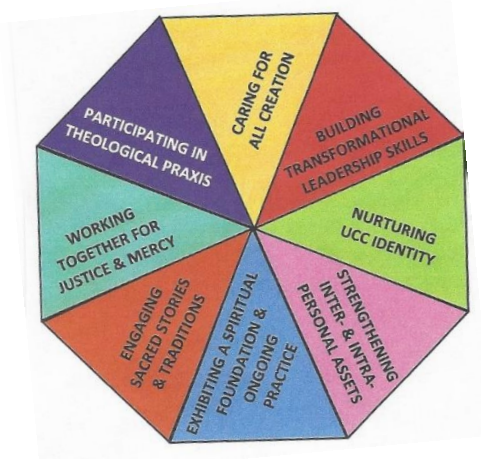 CARING FOR
ALL CREATION
BUILDING
TRANSFORMATIONAL
LEADERSHIP SKILLS
NURTURING
UCC IDENTITY
STRENGTHENING
INTER- & INTRA-
PERSONAL ASSETS
EXHIBITING A SPIRITUAL
FOUNDATION &
ONGOING
PRACTICE
ENGAGING
SACRED STORIES
& TRADITIONS
WORKING
TOGETHER FOR
JUSTICE & MERCY
PARTICIPATING IN
THEOLOGICAL PRAXIS